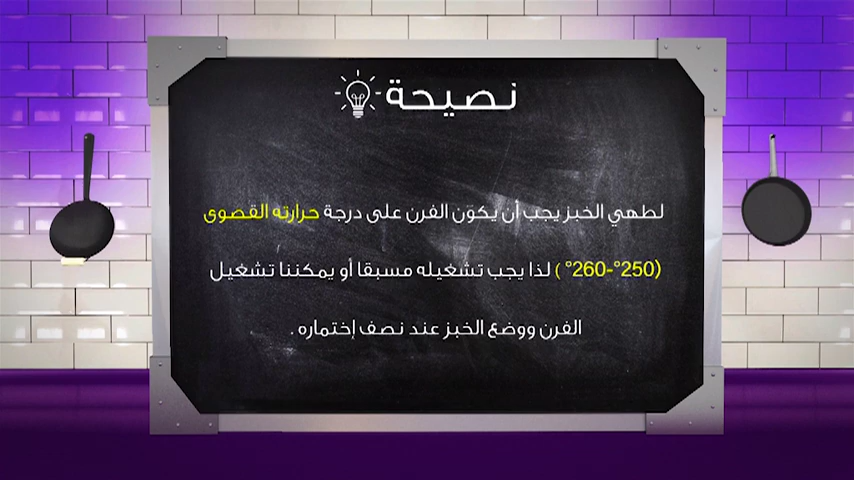 نصيحة
لطهي الخبز يجب أن يكوّن الفرن على درجة حرارته القصوى
(250°-260° ) لذا يجب تشغيله مسبقا أو يمكننا تشغيل
الفرن ووضع الخبز عند نصف إختماره .